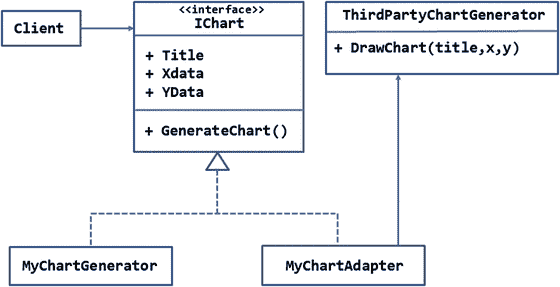 Client
<<interface>>
IChart
+ Title
+ Xdata
+ YData
+ GenerateChart()
ThirdPartyChartGenerator
+ DrawChart(title,x,y)
MyChartGenerator
MyChartAdapter